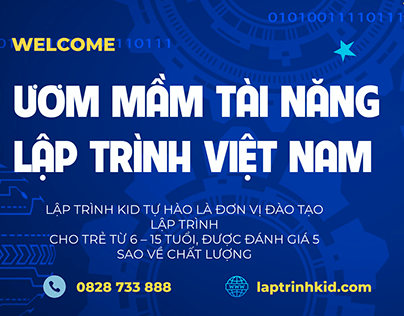 01010011110111
WELCOME
ƯƠM MẦM TÀI NĂNG
LẬP TRÌNH VIỆT NAM
LẬP TRÌNH KID TỰ HÀO LÀ ĐƠN VỊ ĐÀO TẠO
LẬP TRÌNH
CHO TRẺ TỪ 6 – 15 TUỔI, ĐƯỢC ĐÁNH GIÁ 5
SAO VỀ CHẤT LƯỢNG
0828 733 888
laptrinhkid.com